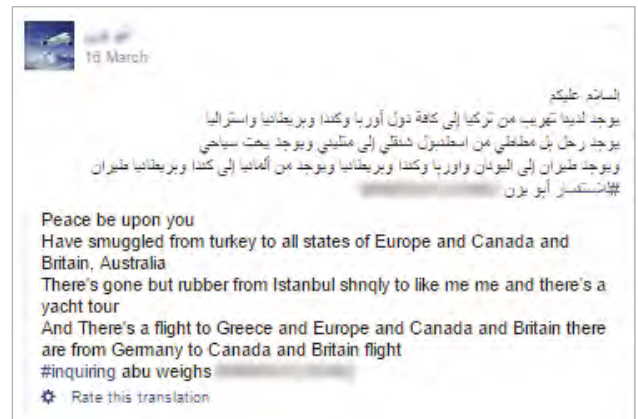 16 March
السلام عليكم
يوجد لدينا تهريب من تركيا إلى كافة دول أوربا وكندا وبريطانيا واستراليا
يوجد رحل بل مطاطي من اسطنبول شنقلي إلى متليني ويوجد يخت سياحي
ويوجد طيران إلى اليونان واوربا وكندا وبريطانيا ويوجد من ألمانيا إلى كندا وبريطانيا طيران
#للاستفسار أبو يزن
Peace be upon you
Have smuggled from turkey to all states of Europe and Canada and
Britain, Australia
There's gone but rubber from Istanbul shnqly to like me me and there's a
yacht tour
And There's a flight to Greece and Europe and Canada and Britain there
are from Germany to Canada and Britain flight
#inquiring abu weighs
Rate this translation